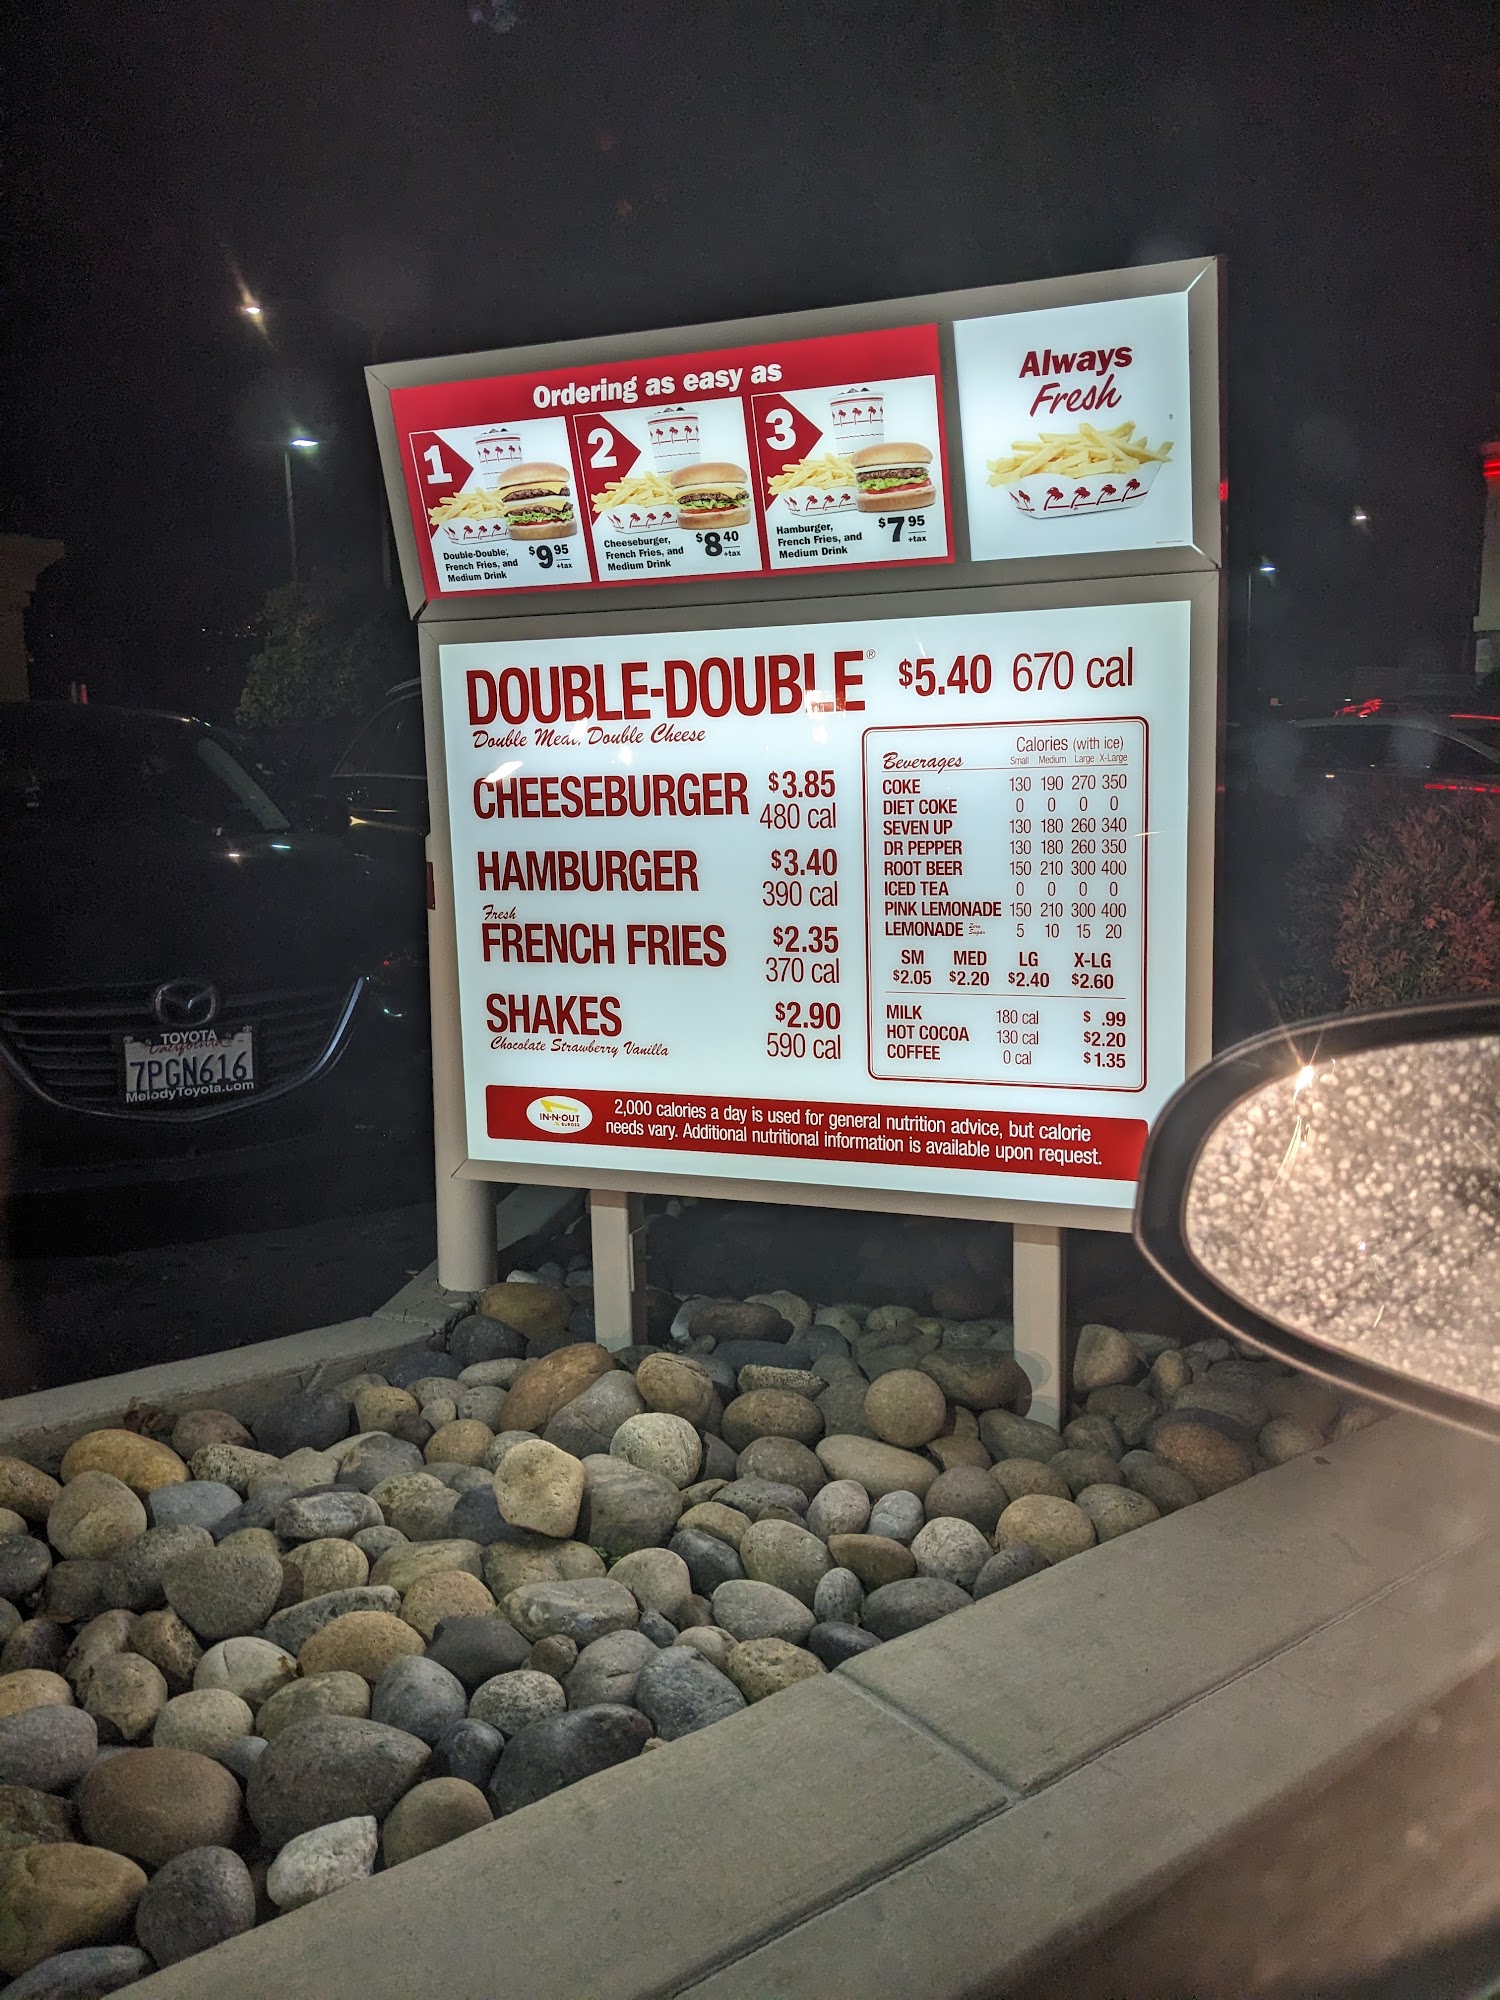 Ordering as easy as
1
Double-Double,
French Fries, and
Medium Drink
$9 95
+tax
2
Cheeseburger,
French Fries, and
Medium Drink
$8 40
+tax
3
Hamburger,
French Fries, and
Medium Drink
$7 95
+tax
Always
Fresh
DOUBLE-DOUBLE® $5.40 670 cal
Double Meat, Double Cheese
CHEESEBURGER $3.85
480 cal
HAMBURGER $3.40
390 cal
Fresh
FRENCH FRIES $2.35
370 cal
SHAKES $2.90
Chocolate Strawberry Vanilla 590 cal
Beverages Calories (with ice)
Small Medium Large X-Large
COKE 130 190 270 350
DIET COKE 0 0 0 0
SEVEN UP 130 180 260 340
DR PEPPER 130 180 260 350
ROOT BEER 150 210 300 400
ICED TEA 0 0 0 0
PINK LEMONADE 150 210 300 400
LEMONADE Zero Sugar 5 10 15 20
SM MED LG X-LG
$2.05 $2.20 $2.40 $2.60
MILK 180 cal $ .99
HOT COCOA 130 cal $2.20
COFFEE 0 cal $1.35
IN-N-OUT
BURGER
2,000 calories a day is used for general nutrition advice, but calorie
needs vary. Additional nutritional information is available upon request.
TOYOTA
California
7PGN616
MelodyToyota.com